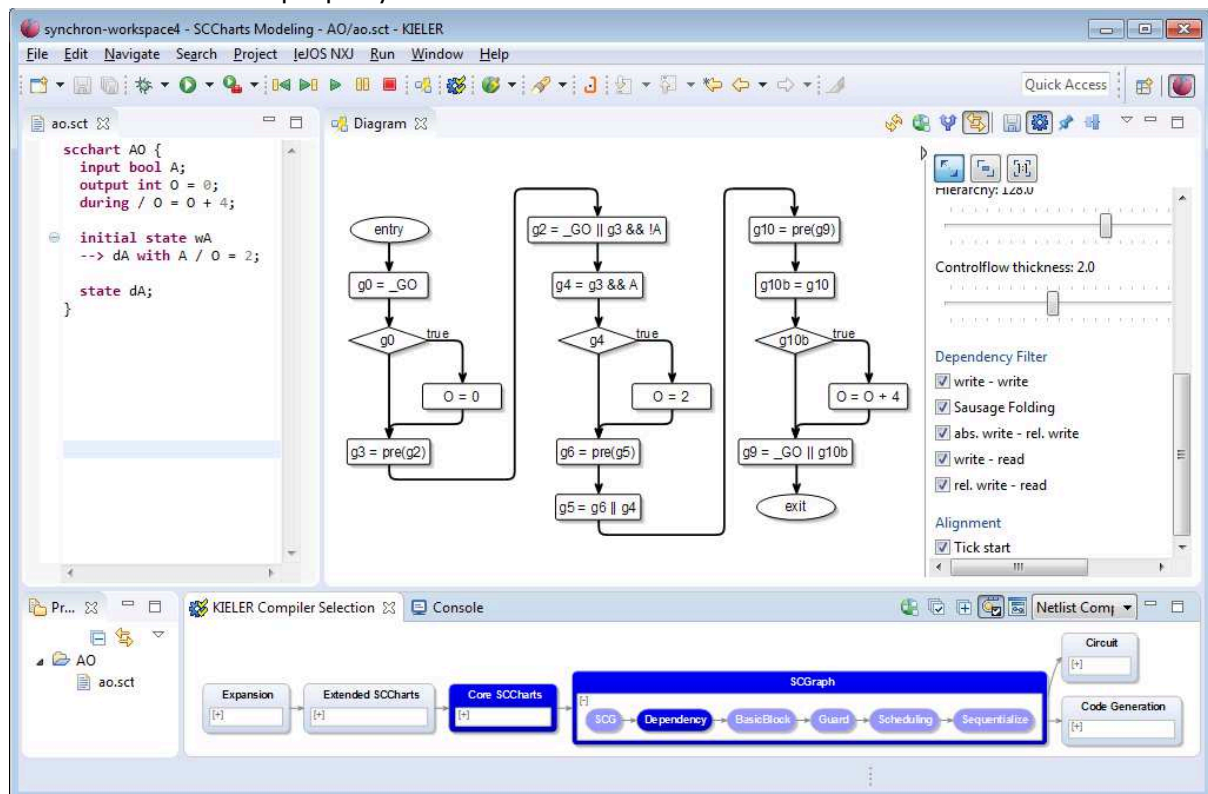 synchron-workspace4 - SCCharts Modeling - AO/ao.sct - KIELER
File Edit Navigate Search Project leJOS NXJ Run Window Help
Quick Access
ao.sct
Diagram
scchart AO {
input bool A;
output int O = 0;
during / O = O + 4;
initial state wA
--> dA with A / O = 2;
state dA;
}
entry
g0 = _GO
g0
true
O = 0
g3 = pre(g2)
g2 = _GO || g3 && !A
g4 = g3 && A
g4
true
O = 2
g6 = pre(g5)
g5 = g6 || g4
g10 = pre(g9)
g10b = g10
g10b
true
O = O + 4
g9 = _GO || g10b
exit
Hierarchy: 128.0
Controlflow thickness: 2.0
Dependency Filter
write - write
Sausage Folding
abs. write - rel. write
write - read
rel. write - read
Alignment
Tick start
Pr...
AO
ao.sct
KIELER Compiler Selection
Console
Netlist Comp
Expansion
[+]
Extended SCCharts
[+]
Core SCCharts
[+]
SCGraph
[-]
SCG
Dependency
BasicBlock
Guard
Scheduling
Sequentialize
Circuit
[+]
Code Generation
[+]